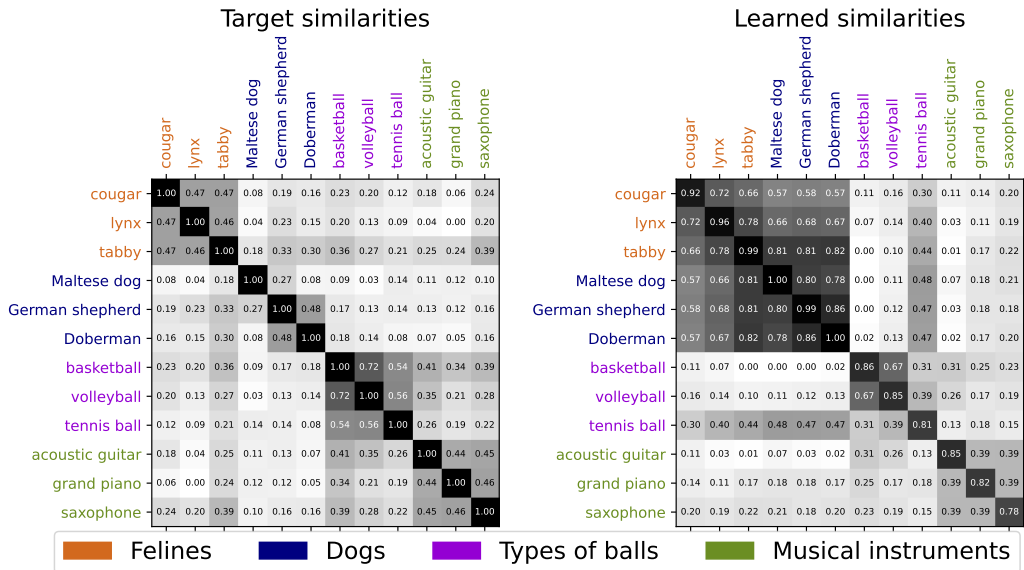 Target similarities Learned similarities
cougar lynx tabby Maltese dog German shepherd Doberman basketball volleyball tennis ball acoustic guitar grand piano saxophone cougar lynx tabby Maltese dog German shepherd Doberman basketball volleyball tennis ball acoustic guitar grand piano saxophone
cougar 1.00 0.47 0.47 0.08 0.19 0.16 0.23 0.20 0.12 0.18 0.06 0.24 cougar 0.92 0.72 0.66 0.57 0.58 0.57 0.11 0.16 0.30 0.11 0.14 0.20
lynx 0.47 1.00 0.46 0.04 0.23 0.15 0.20 0.13 0.09 0.04 0.00 0.20 lynx 0.72 0.96 0.78 0.66 0.68 0.67 0.07 0.14 0.40 0.03 0.11 0.19
tabby 0.47 0.46 1.00 0.18 0.33 0.30 0.36 0.27 0.21 0.25 0.24 0.39 tabby 0.66 0.78 0.99 0.81 0.81 0.82 0.00 0.10 0.44 0.01 0.17 0.22
Maltese dog 0.08 0.04 0.18 1.00 0.27 0.08 0.09 0.03 0.14 0.11 0.12 0.10 Maltese dog 0.57 0.66 0.81 1.00 0.80 0.78 0.00 0.11 0.48 0.07 0.18 0.21
German shepherd 0.19 0.23 0.33 0.27 1.00 0.48 0.17 0.13 0.14 0.13 0.12 0.16 German shepherd 0.58 0.68 0.81 0.80 0.99 0.86 0.00 0.12 0.47 0.03 0.18 0.18
Doberman 0.16 0.15 0.30 0.08 0.48 1.00 0.18 0.14 0.08 0.07 0.05 0.16 Doberman 0.57 0.67 0.82 0.78 0.86 1.00 0.02 0.13 0.47 0.02 0.17 0.20
basketball 0.23 0.20 0.36 0.09 0.17 0.18 1.00 0.72 0.54 0.41 0.34 0.39 basketball 0.11 0.07 0.00 0.00 0.00 0.02 0.86 0.67 0.31 0.31 0.25 0.23
volleyball 0.20 0.13 0.27 0.03 0.13 0.14 0.72 1.00 0.56 0.35 0.21 0.28 volleyball 0.16 0.14 0.10 0.11 0.12 0.13 0.67 0.85 0.39 0.26 0.17 0.19
tennis ball 0.12 0.09 0.21 0.14 0.14 0.08 0.54 0.56 1.00 0.26 0.19 0.22 tennis ball 0.30 0.40 0.44 0.48 0.47 0.47 0.31 0.39 0.81 0.13 0.18 0.15
acoustic guitar 0.18 0.04 0.25 0.11 0.13 0.07 0.41 0.35 0.26 1.00 0.44 0.45 acoustic guitar 0.11 0.03 0.01 0.07 0.03 0.02 0.31 0.26 0.13 0.85 0.39 0.39
grand piano 0.06 0.00 0.24 0.12 0.12 0.05 0.34 0.21 0.19 0.44 1.00 0.46 grand piano 0.14 0.11 0.17 0.18 0.18 0.17 0.25 0.17 0.18 0.39 0.82 0.39
saxophone 0.24 0.20 0.39 0.10 0.16 0.16 0.39 0.28 0.22 0.45 0.46 1.00 saxophone 0.20 0.19 0.22 0.21 0.18 0.20 0.23 0.19 0.15 0.39 0.39 0.78
Felines Dogs Types of balls Musical instruments